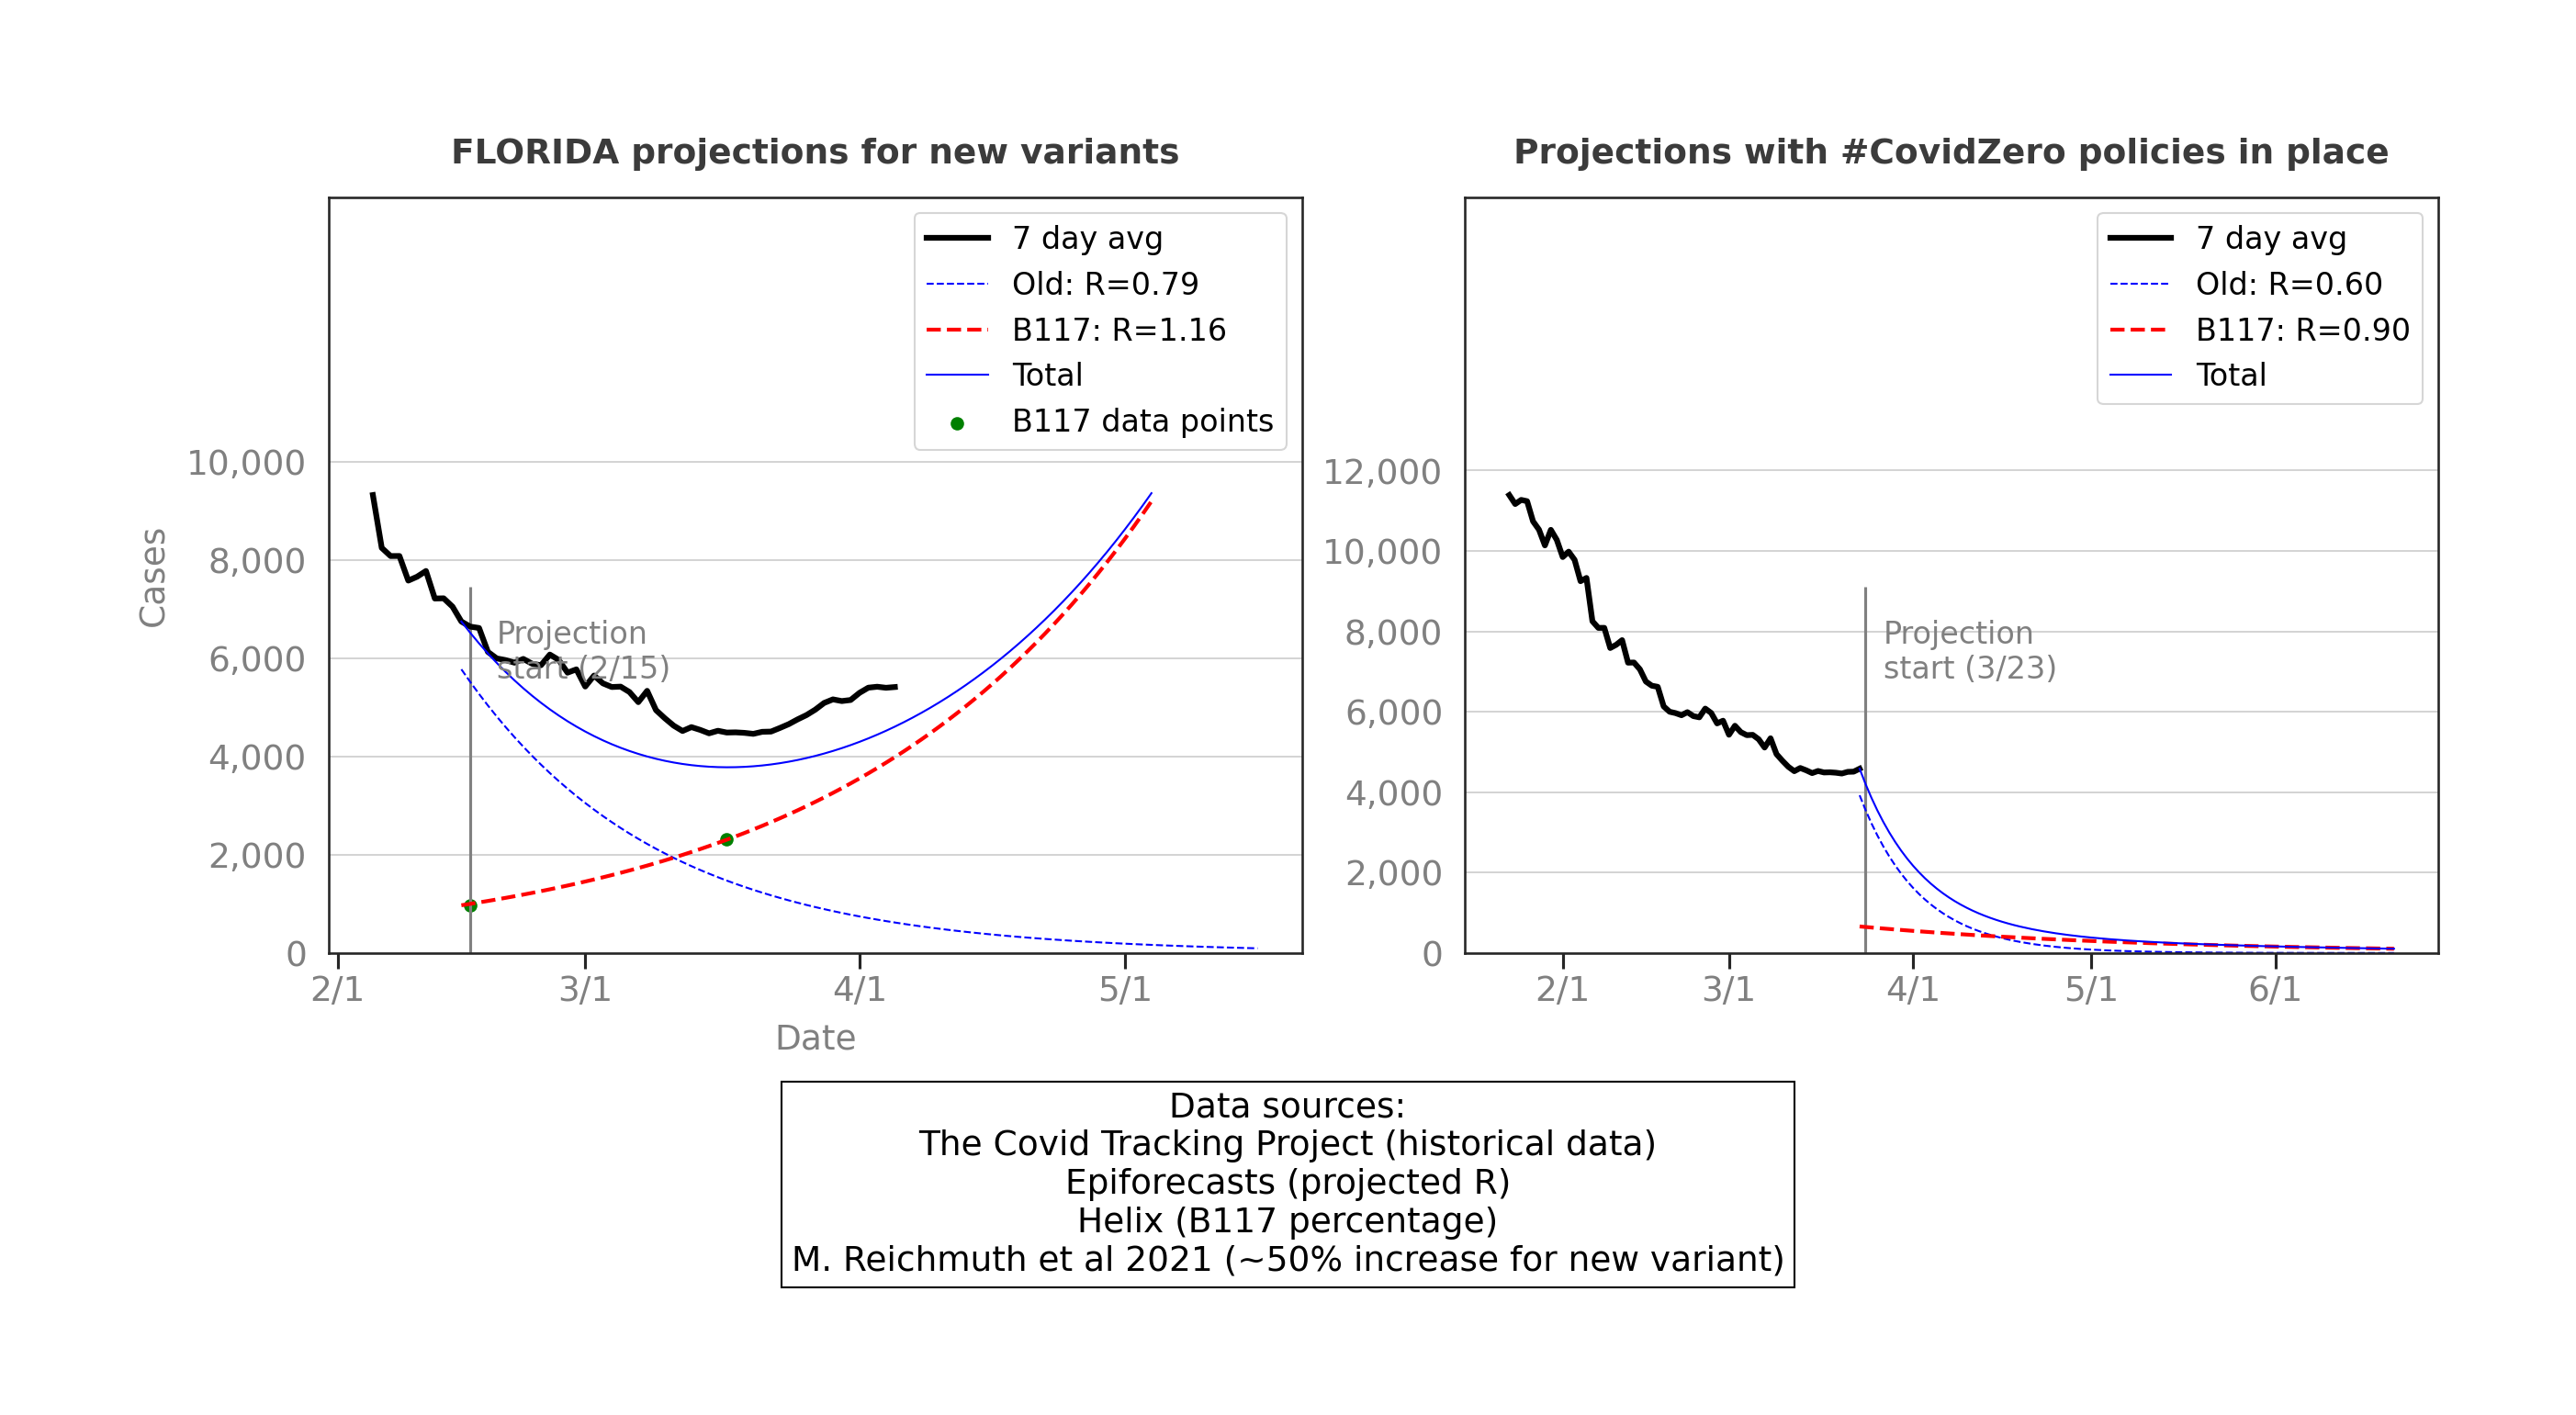 FLORIDA projections for new variants
7 day avg
Old: R=0.79
B117: R=1.16
Total
B117 data points
Cases
10,000
8,000
6,000
4,000
2,000
0
Projection
start (2/15)
2/1
3/1
4/1
5/1
Date
Projections with #CovidZero policies in place
7 day avg
Old: R=0.60
B117: R=0.90
Total
12,000
10,000
8,000
6,000
4,000
2,000
0
Projection
start (3/23)
2/1
3/1
4/1
5/1
6/1
Data sources:
The Covid Tracking Project (historical data)
Epiforecasts (projected R)
Helix (B117 percentage)
M. Reichmuth et al 2021 (~50% increase for new variant)